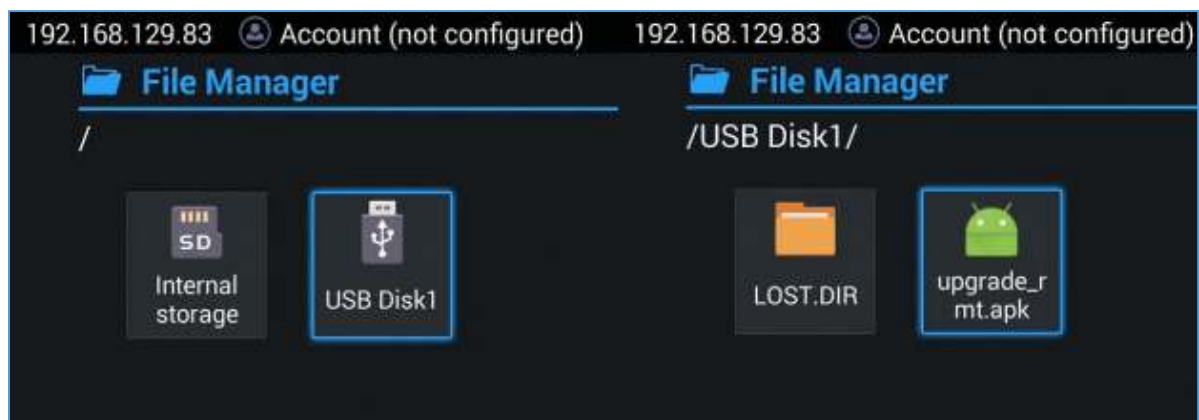 192.168.129.83 Account (not configured)
File Manager
/
SD
Internal
storage
USB Disk1
192.168.129.83 Account (not configured)
File Manager
/USB Disk1/
LOST.DIR
upgrade_r
mt.apk